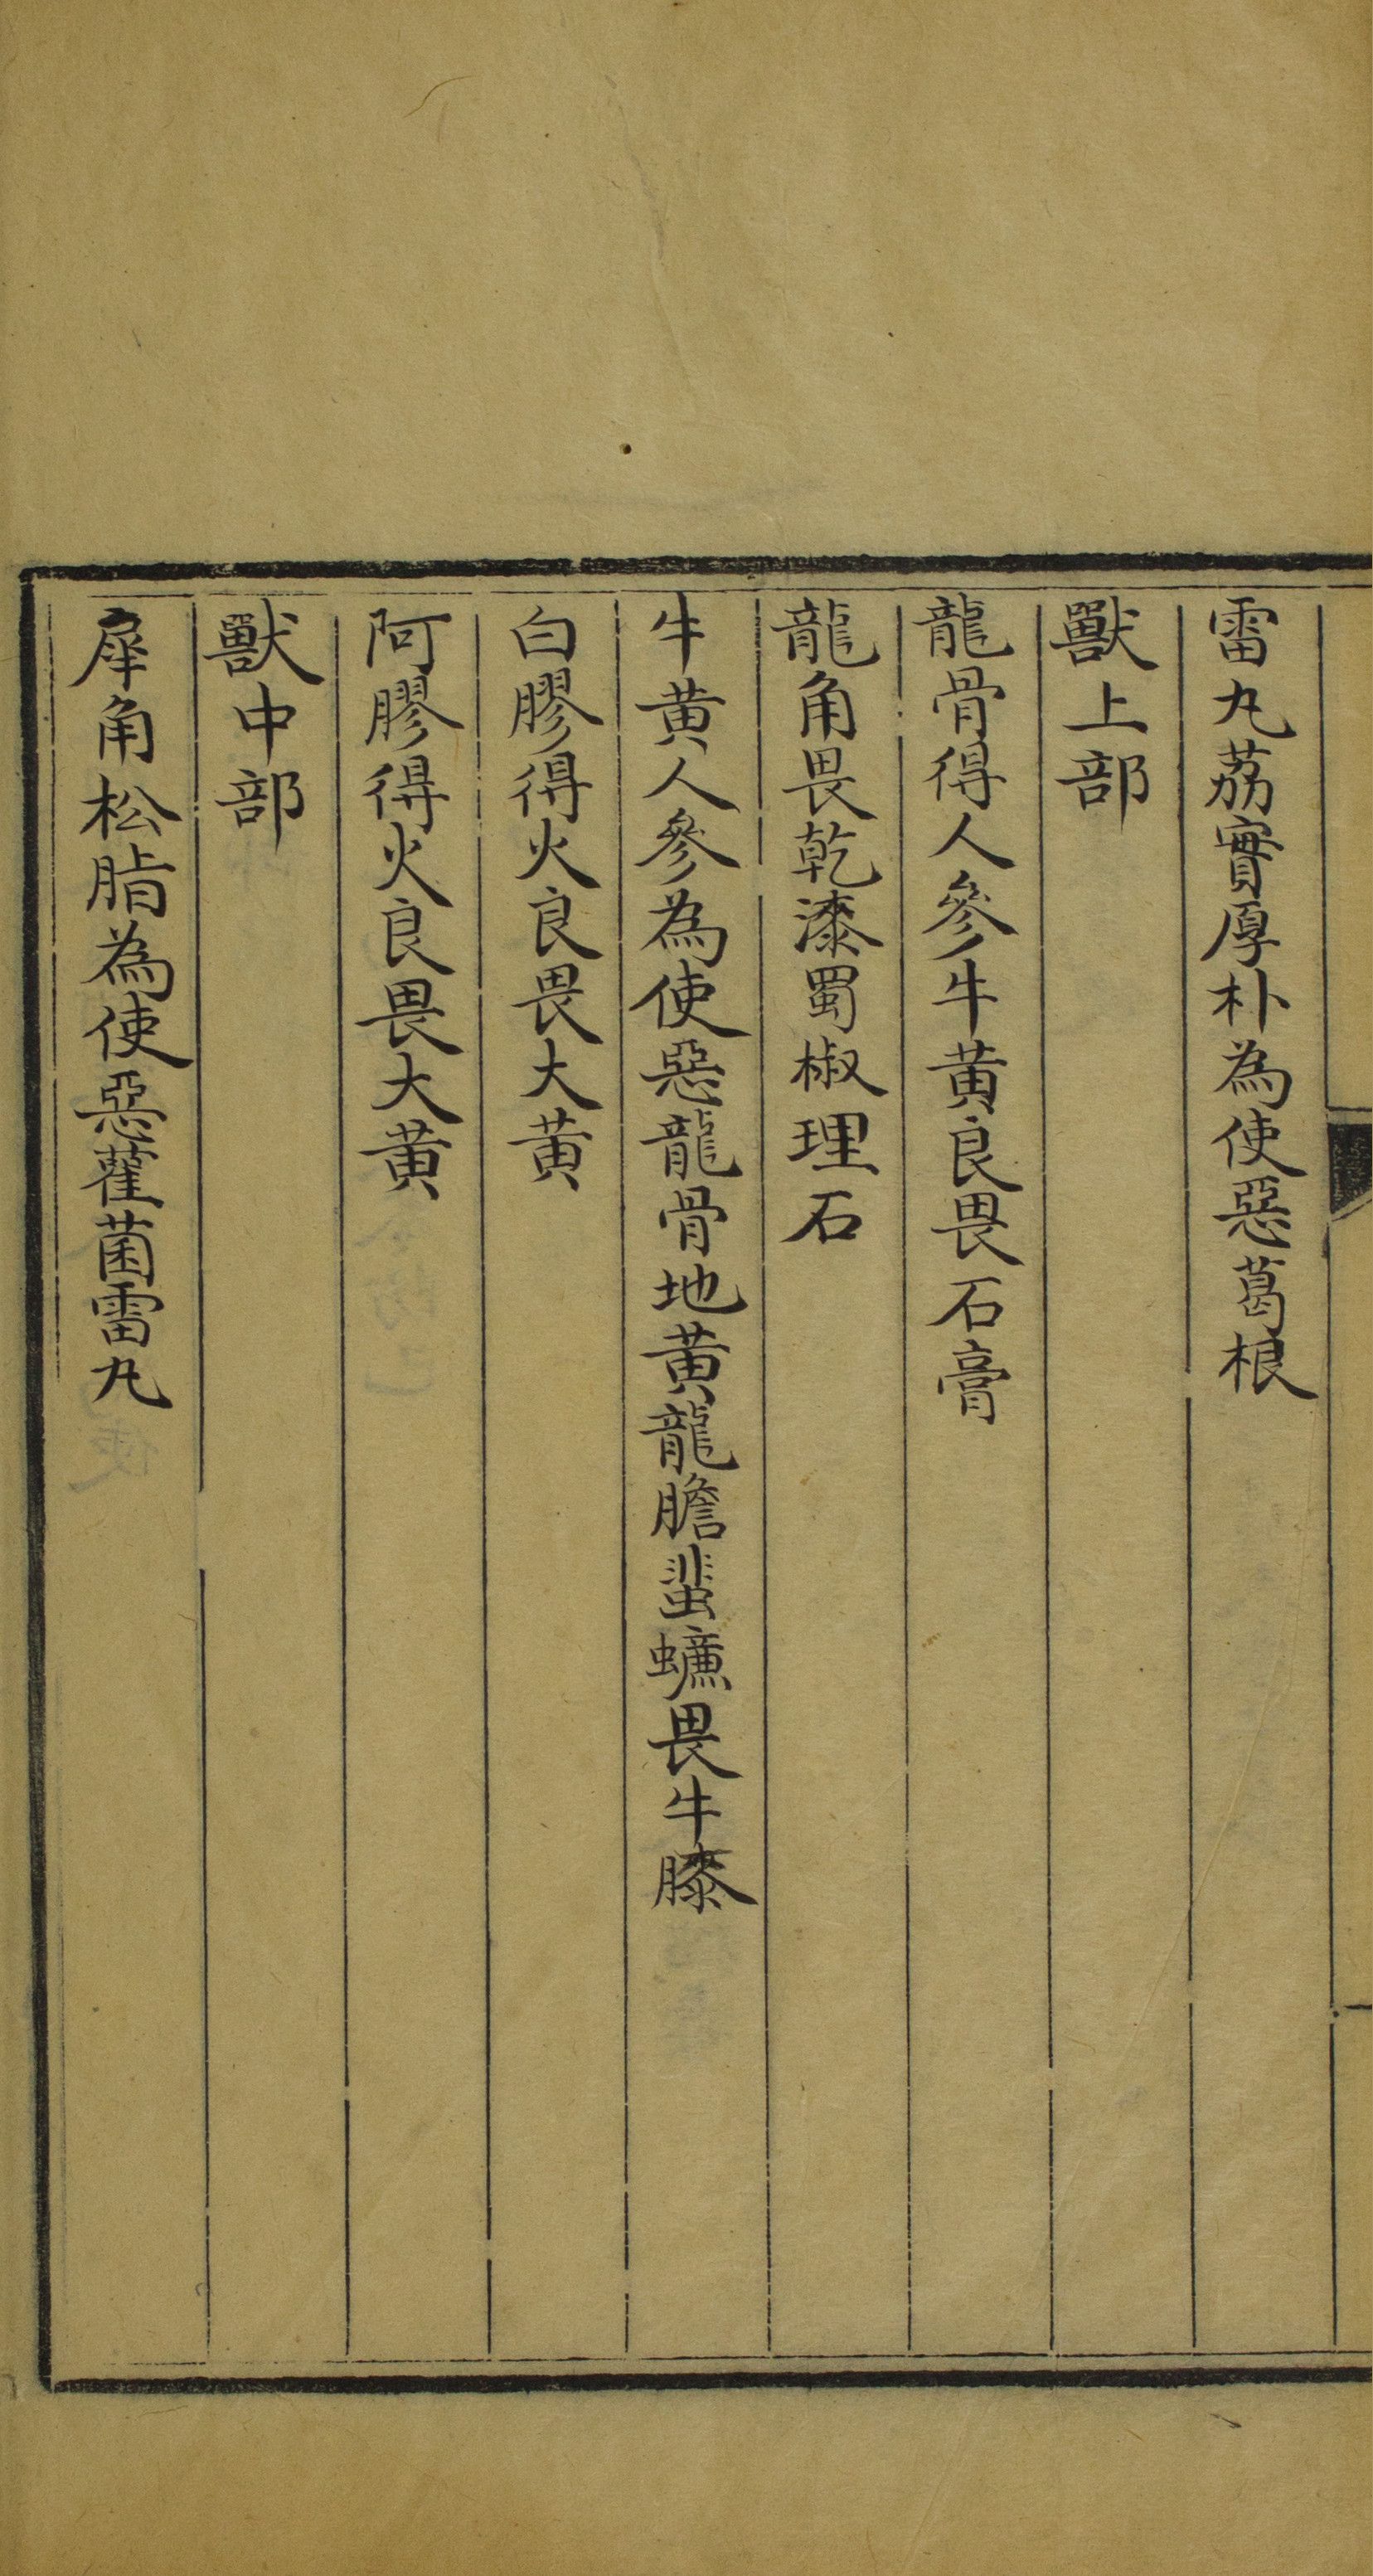 雷丸荔實厚朴為使惡葛根
獸上部
龍骨得人參牛黃良畏石膏
龍角畏乾漆蜀椒理石
牛黃人參為使惡龍骨地黃龍膽蜚蠊畏牛膝
白膠得火良畏大黃
阿膠得火良畏大黃
獸中部
犀角松脂為使惡雚菌雷丸